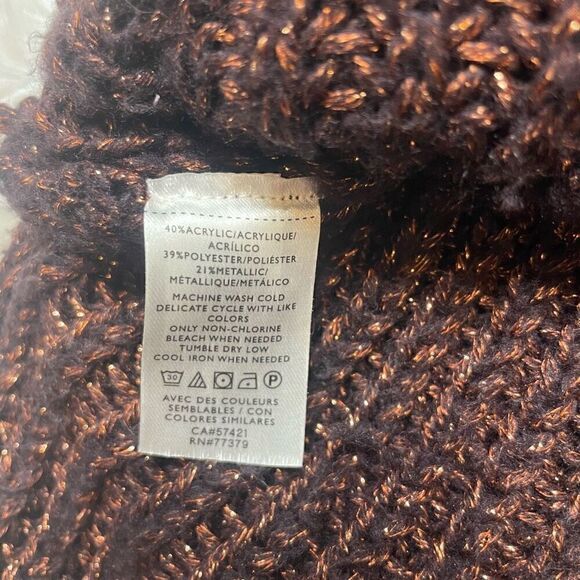 40%ACRYLIC/ACRYLIQUE/
ACRÍLICO
39%POLYESTER/POLIÉSTER
21%METALLIC/
MÉTALLIQUE/METÁLICO
MACHINE WASH COLD
DELICATE CYCLE WITH LIKE
COLORS
ONLY NON-CHLORINE
BLEACH WHEN NEEDED
TUMBLE DRY LOW
COOL IRON WHEN NEEDED
30 P
AVEC DES COULEURS
SEMBLABLES / CON
COLORES SIMILARES
CA#57421
RN#77379